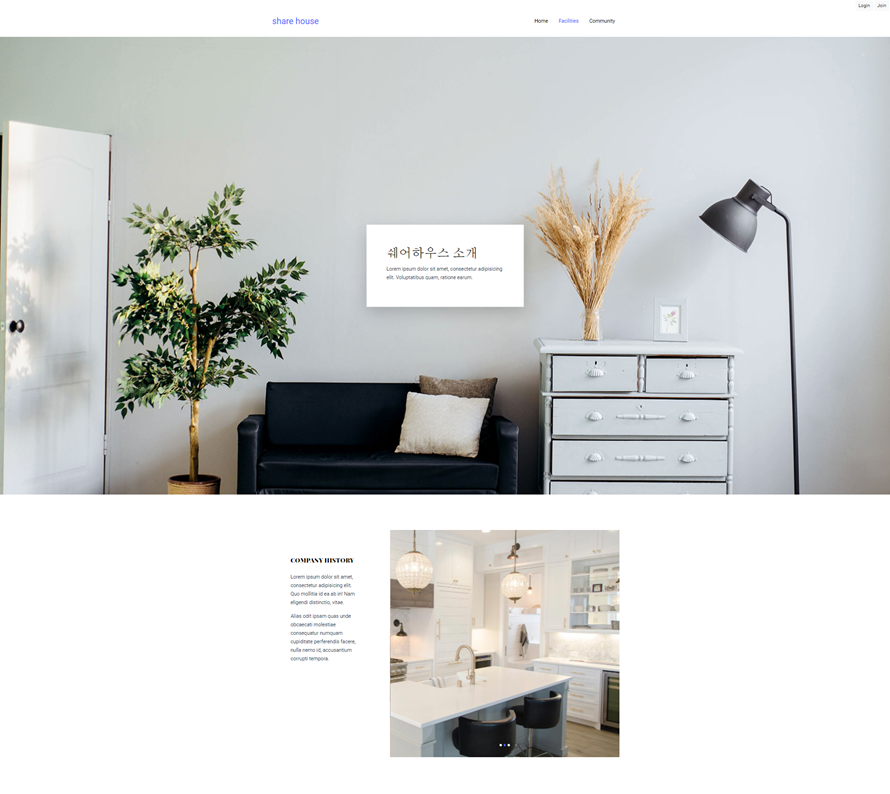 Login Join
share house
Home Facilities Community
쉐어하우스 소개
Lorem ipsum dolor sit amet, consectetur adipisicing
elit. Voluptatibus quam, ratione earum.
COMPANY HISTORY
Lorem ipsum dolor sit amet,
consectetur adipisicing elit.
Quo mollitia id ea ab in! Nam
eligendi distinctio, vitae.
Alias odit ipsam quas unde
obcaecati molestiae
consequatur numquam
cupiditate perferendis facere,
nulla nemo id, accusantium
corrupti tempora.